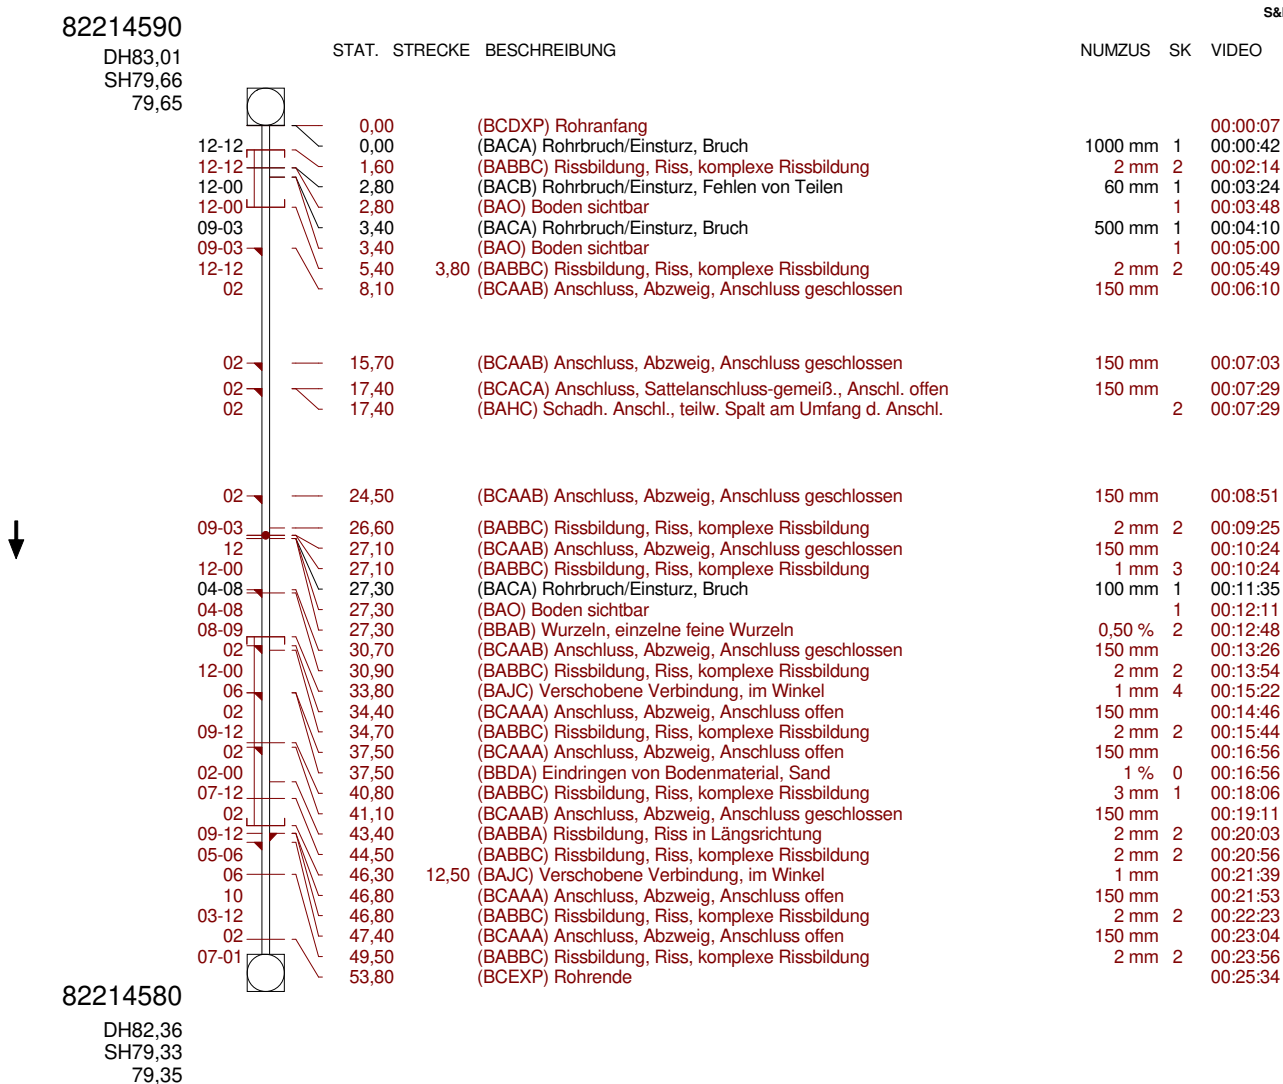 S&
82214590
DH83,01
SH79,66
79,65
STAT. STRECKE BESCHREIBUNG NUMZUS SK VIDEO
0,00 (BCDXP) Rohranfang 00:00:07
12-12 0,00 (BACA) Rohrbruch/Einsturz, Bruch 1000 mm 1 00:00:42
12-12 1,60 (BABBC) Rissbildung, Riss, komplexe Rissbildung 2 mm 2 00:02:14
12-00 2,80 (BACB) Rohrbruch/Einsturz, Fehlen von Teilen 60 mm 1 00:03:24
12-00 2,80 (BAO) Boden sichtbar 1 00:03:48
09-03 3,40 (BACA) Rohrbruch/Einsturz, Bruch 500 mm 1 00:04:10
09-03 3,40 (BAO) Boden sichtbar 1 00:05:00
12-12 5,40 3,80 (BABBC) Rissbildung, Riss, komplexe Rissbildung 2 mm 2 00:05:49
02 8,10 (BCAAB) Anschluss, Abzweig, Anschluss geschlossen 150 mm 00:06:10
02 15,70 (BCAAB) Anschluss, Abzweig, Anschluss geschlossen 150 mm 00:07:03
02 17,40 (BCACA) Anschluss, Sattelanschluss-gemeiß., Anschl. offen 150 mm 00:07:29
02 17,40 (BAHC) Schadh. Anschl., teilw. Spalt am Umfang d. Anschl. 2 00:07:29
02 24,50 (BCAAB) Anschluss, Abzweig, Anschluss geschlossen 150 mm 00:08:51
09-03 26,60 (BABBC) Rissbildung, Riss, komplexe Rissbildung 2 mm 2 00:09:25
12 27,10 (BCAAB) Anschluss, Abzweig, Anschluss geschlossen 150 mm 00:10:24
12-00 27,10 (BABBC) Rissbildung, Riss, komplexe Rissbildung 1 mm 3 00:10:24
04-08 27,30 (BACA) Rohrbruch/Einsturz, Bruch 100 mm 1 00:11:35
04-08 27,30 (BAO) Boden sichtbar 1 00:12:11
08-09 27,30 (BBAB) Wurzeln, einzelne feine Wurzeln 0,50 % 2 00:12:48
02 30,70 (BCAAB) Anschluss, Abzweig, Anschluss geschlossen 150 mm 00:13:26
12-00 30,90 (BABBC) Rissbildung, Riss, komplexe Rissbildung 2 mm 2 00:13:54
06 33,80 (BAJC) Verschobene Verbindung, im Winkel 1 mm 4 00:15:22
02 34,40 (BCAAA) Anschluss, Abzweig, Anschluss offen 150 mm 00:14:46
09-12 34,70 (BABBC) Rissbildung, Riss, komplexe Rissbildung 2 mm 2 00:15:44
02 37,50 (BCAAA) Anschluss, Abzweig, Anschluss offen 150 mm 00:16:56
02-00 37,50 (BBDA) Eindringen von Bodenmaterial, Sand 1 % 0 00:16:56
07-12 40,80 (BABBC) Rissbildung, Riss, komplexe Rissbildung 3 mm 1 00:18:06
02 41,10 (BCAAB) Anschluss, Abzweig, Anschluss geschlossen 150 mm 00:19:11
09-12 43,40 (BABBA) Rissbildung, Riss in Längsrichtung 2 mm 2 00:20:03
05-06 44,50 (BABBC) Rissbildung, Riss, komplexe Rissbildung 2 mm 2 00:20:56
06 46,30 12,50 (BAJC) Verschobene Verbindung, im Winkel 1 mm 00:21:39
10 46,80 (BCAAA) Anschluss, Abzweig, Anschluss offen 150 mm 00:21:53
03-12 46,80 (BABBC) Rissbildung, Riss, komplexe Rissbildung 2 mm 2 00:22:23
02 47,40 (BCAAA) Anschluss, Abzweig, Anschluss offen 150 mm 00:23:04
07-01 49,50 (BABBC) Rissbildung, Riss, komplexe Rissbildung 2 mm 2 00:23:56
53,80 (BCEXP) Rohrende 00:25:34
82214580
DH82,36
SH79,33
79,35